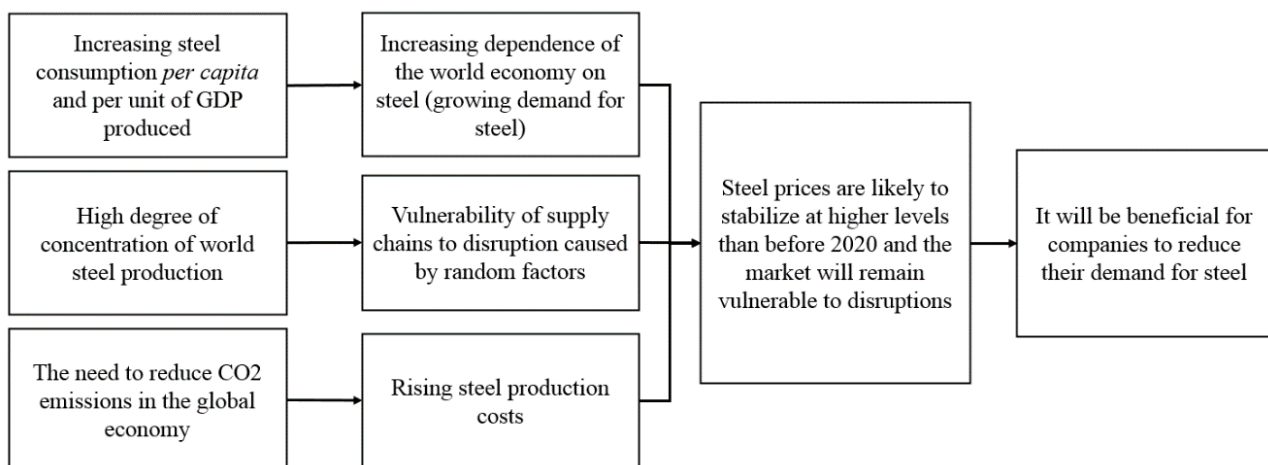 Increasing steel
consumption per capita
and per unit of GDP
produced
Increasing dependence of
the world economy on
steel (growing demand for
steel)
High degree of
concentration of world
steel production
Vulnerability of supply
chains to disruption caused
by random factors
The need to reduce CO2
emissions in the global
economy
Rising steel production
costs
Steel prices are likely to
stabilize at higher levels
than before 2020 and the
market will remain
vulnerable to disruptions
It will be beneficial for
companies to reduce
their demand for steel